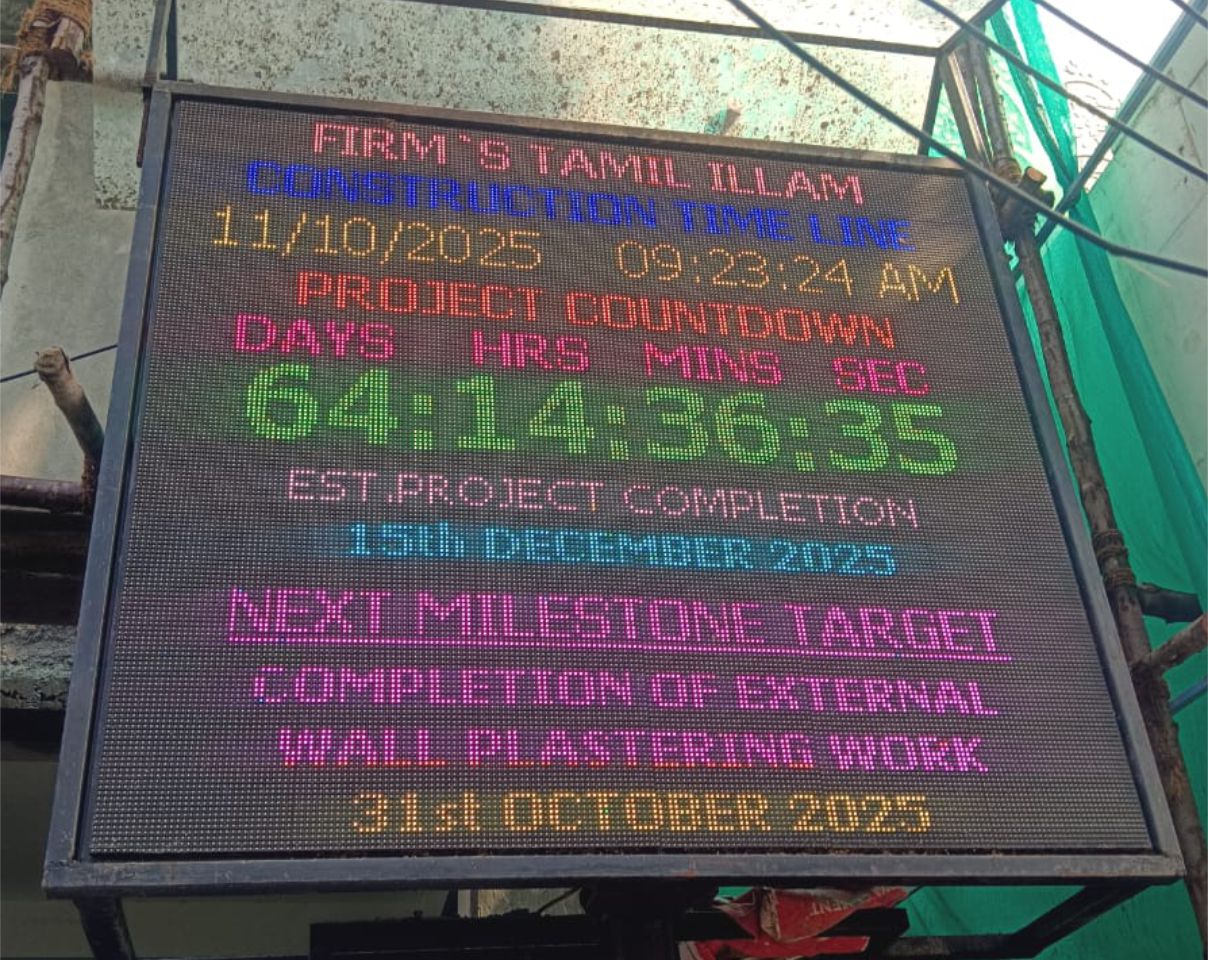 FIRM`S TAMIL ILLAM
CONSTRUCTION TIME LINE
11/10/2025 09:23:24 AM
PROJECT COUNTDOWN
DAYS HRS MINS SEC
64:14:36:35
EST.PROJECT COMPLETION
15th DECEMBER 2025
NEXT MILESTONE TARGET
COMPLETION OF EXTERNAL
WALL PLASTERING WORK
31st OCTOBER 2025